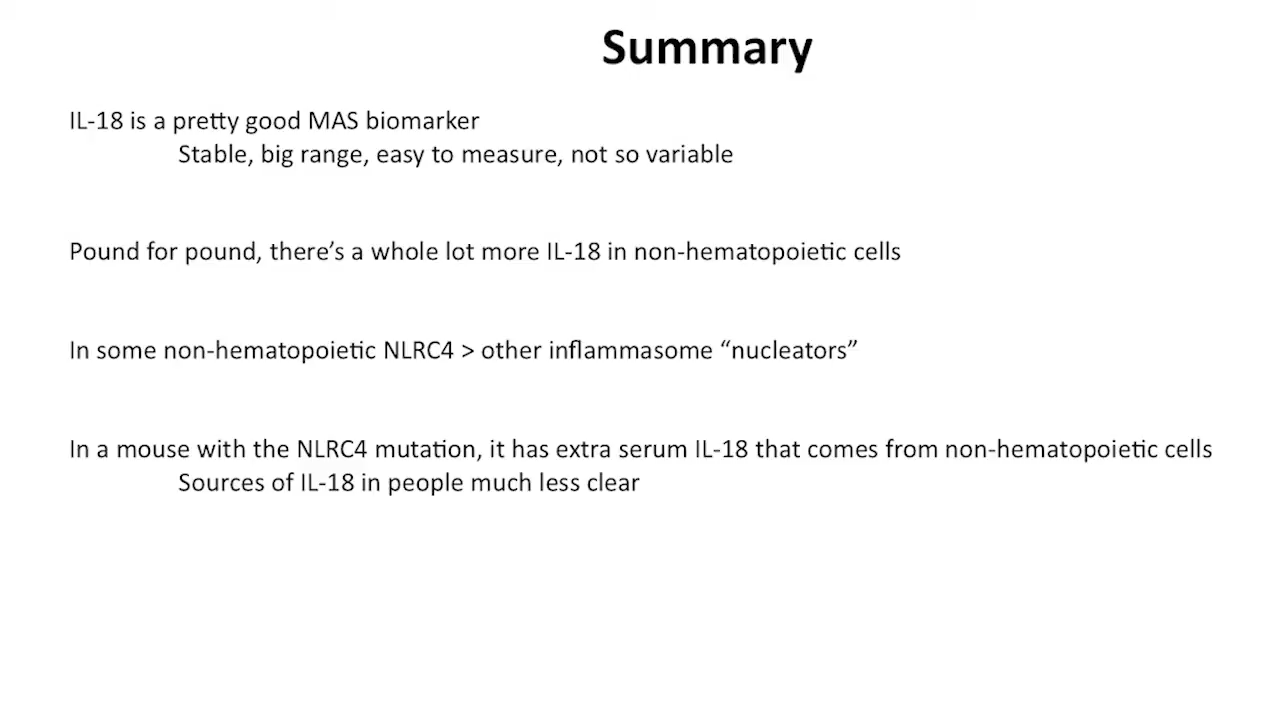 Summary
IL-18 is a pretty good MAS biomarker
Stable, big range, easy to measure, not so variable
Pound for pound, there’s a whole lot more IL-18 in non-hematopoietic cells
In some non-hematopoietic NLRC4 > other inflammasome “nucleators”
In a mouse with the NLRC4 mutation, it has extra serum IL-18 that comes from non-hematopoietic cells
Sources of IL-18 in people much less clear